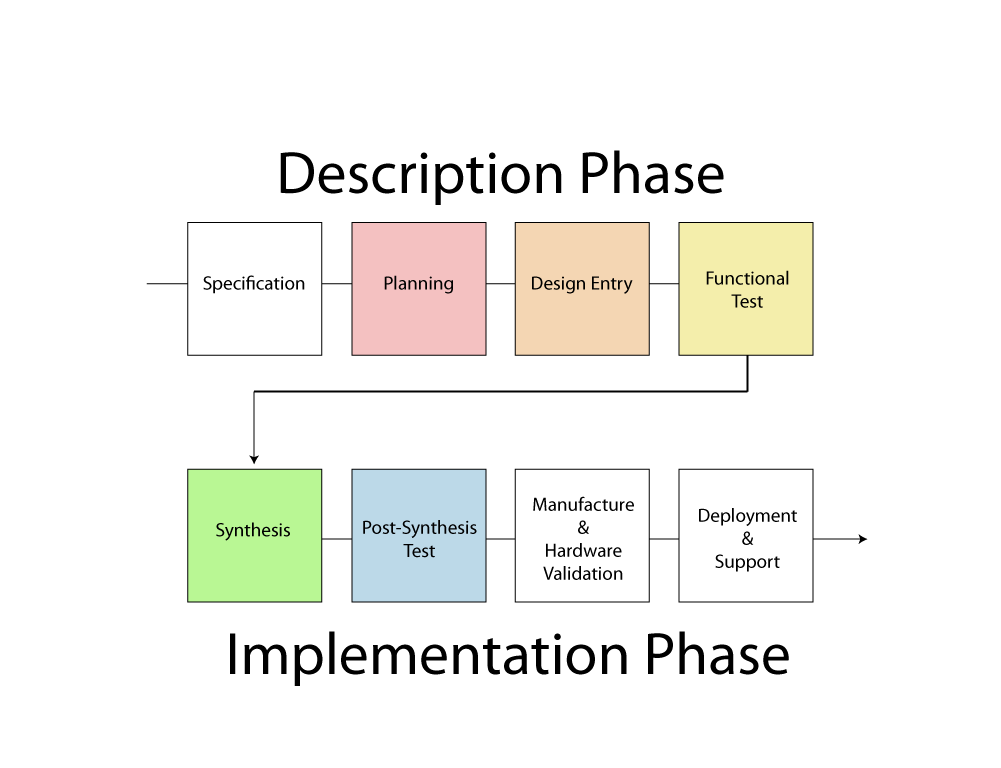 Description Phase
Specification
Planning
Design Entry
Functional
Test
Synthesis
Post-Synthesis
Test
Manufacture
&
Hardware
Validation
Deployment
&
Support
Implementation Phase